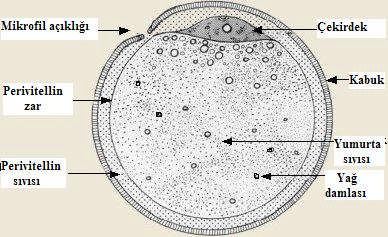 Mikrofil açıklığı
Çekirdek
Kabuk
Perivitellin
zar
Yumurta
sıvısı
Perivitellin
sıvısı
Yağ
damlası